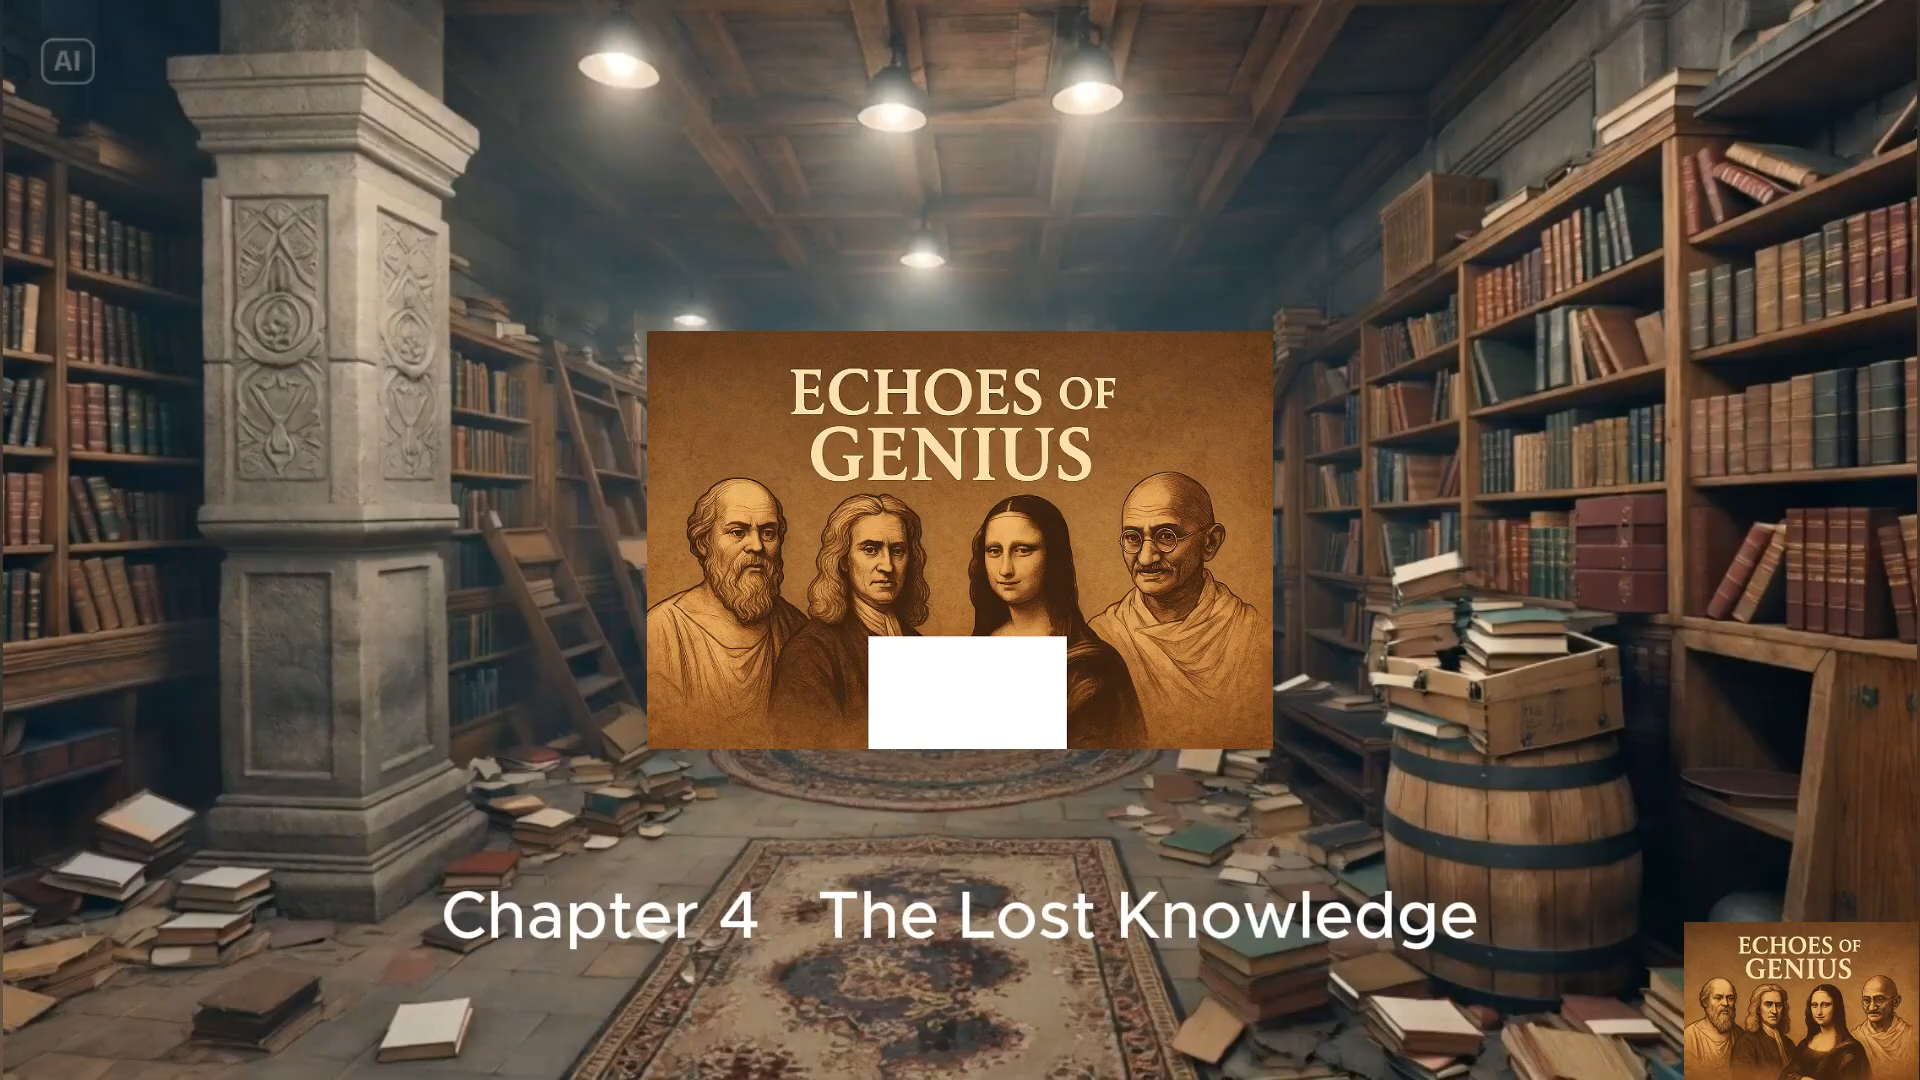 AI
ECHOES OF
GENIUS
Chapter 4 The Lost Knowledge
ECHOES OF
GENIUS